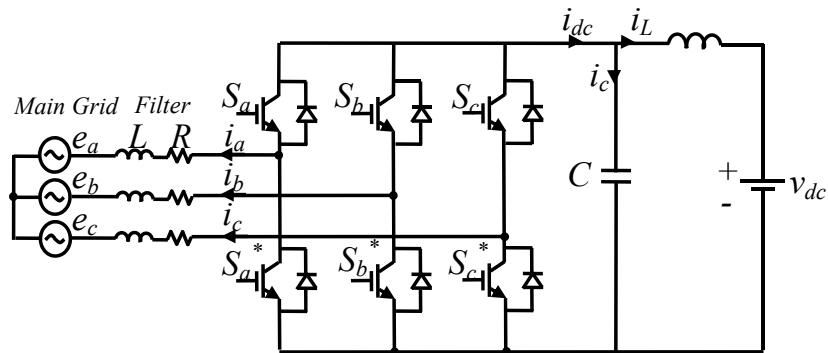 i_dc i_L
S_a S_b S_c i_c
Main Grid Filter
e_a L R i_a
e_b i_b C + v_dc
-
e_c i_c
S_a* S_b* S_c*